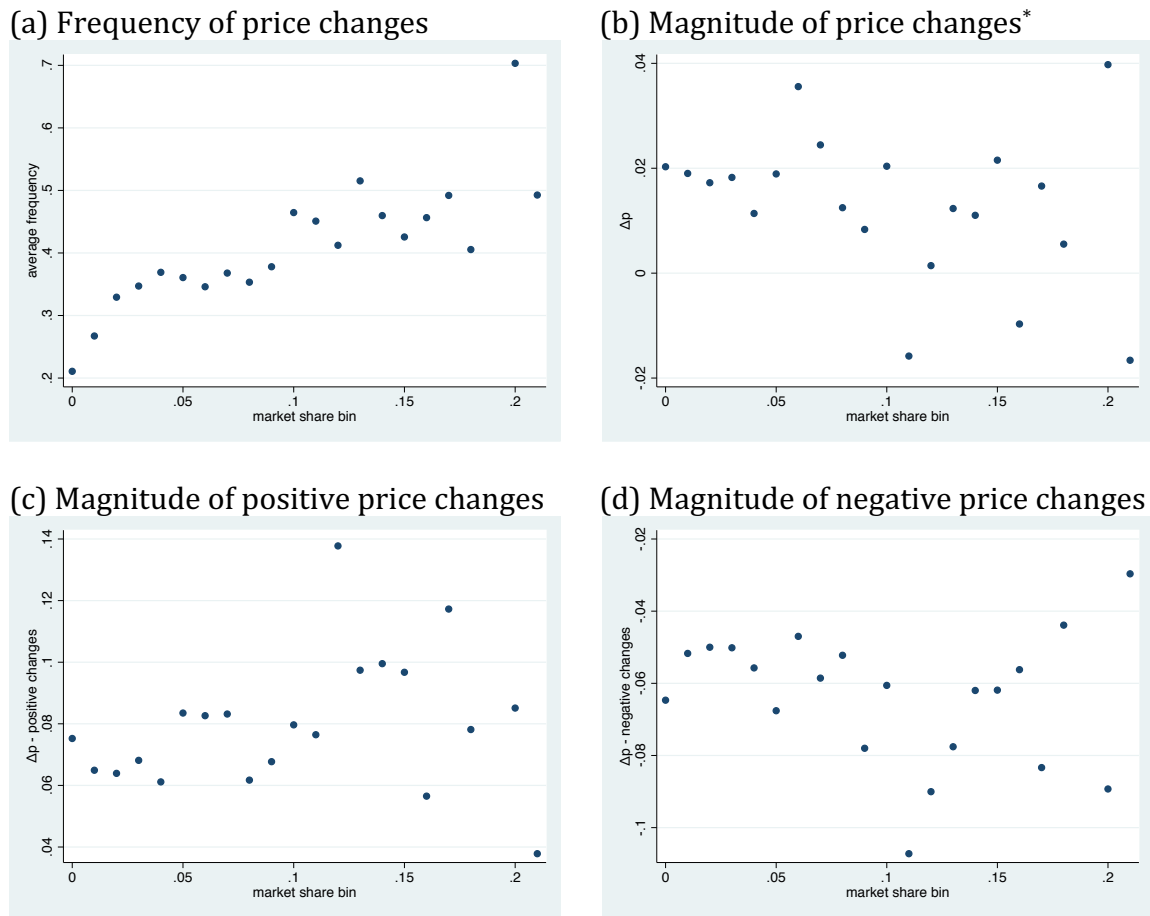 (a) Frequency of price changes
.7
.6
.5
.4
.3
.2
average frequency
0 .05 .1 .15 .2
market share bin
(b) Magnitude of price changes*
.04
.02
0
-.02
Δp
0 .05 .1 .15 .2
market share bin
(c) Magnitude of positive price changes
.14
.12
.1
.08
.06
.04
Δp - positive changes
0 .05 .1 .15 .2
market share bin
(d) Magnitude of negative price changes
-.02
-.04
-.06
-.08
-.1
Δp - negative changes
0 .05 .1 .15 .2
market share bin